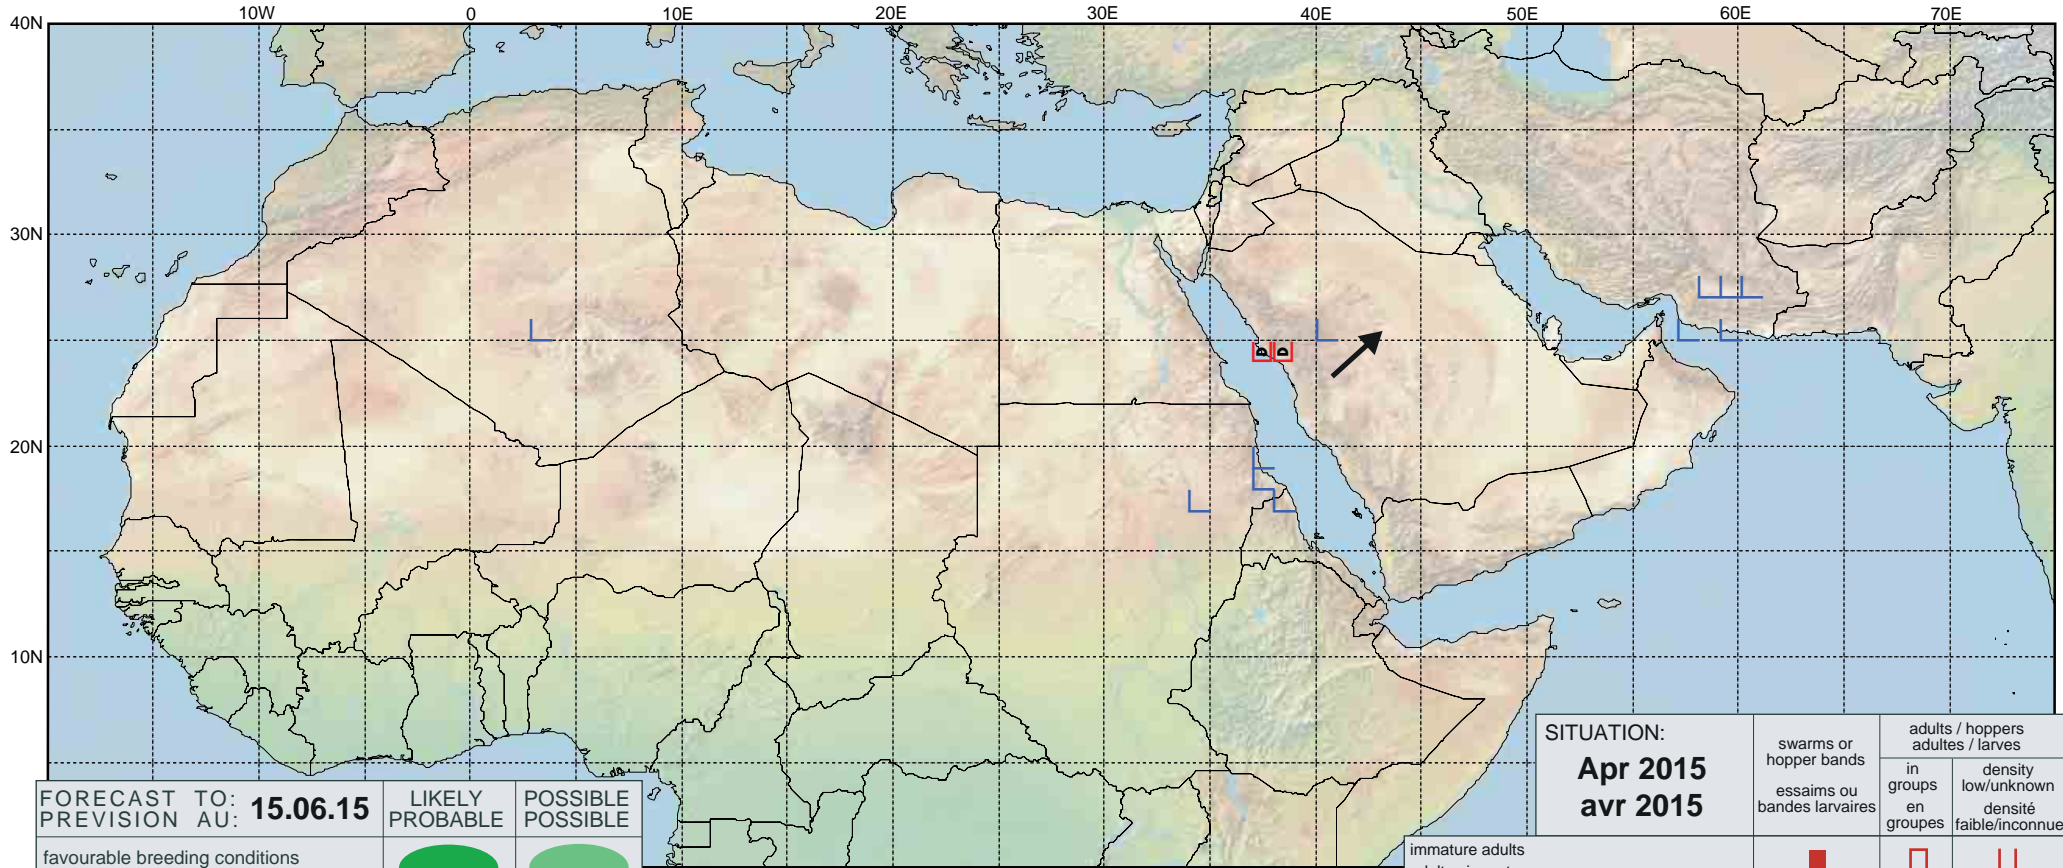 10W 0 10E 20E 30E 40E 50E 60E 70E
40N
30N
20N
10N
D D
FORECAST TO: 15.06.15
PREVISION AU:
LIKELY
PROBABLE
POSSIBLE
POSSIBLE
favourable breeding conditions
SITUATION:
Apr 2015
avr 2015
swarms or
hopper bands
essaims ou
bandes larvaires
adults / hoppers
adultes / larves
in
groups
en
groupes
density
low/unknown
densité
faible/inconnue
immature adults